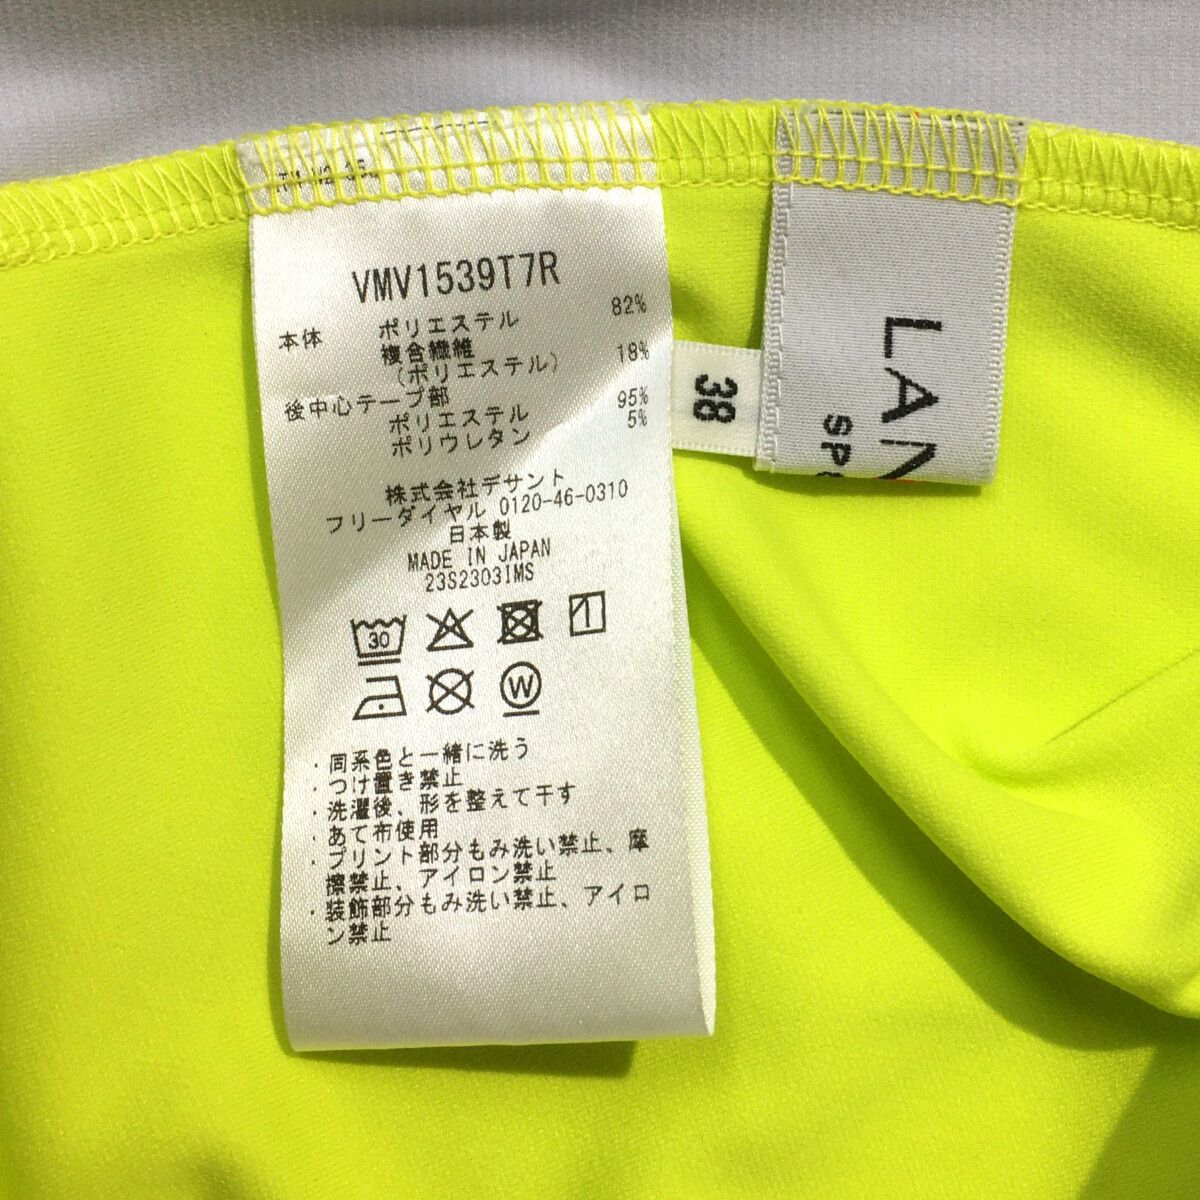 VMV1539T7R
本体 ポリエステル 82%
複合繊維 18%
(ポリエステル)
後中心テープ部
ポリエステル 95%
ポリウレタン 5%
株式会社デサント
フリーダイヤル 0120-46-0310
日本製
MADE IN JAPAN
23S2303IMS
30
W
・同系色と一緒に洗う
・つけ置き禁止
・洗濯後、形を整えて干す
・あて布使用
・プリント部分もみ洗い禁止、摩
擦禁止、アイロン禁止
・装飾部分もみ洗い禁止、アイロ
ン禁止
38
LAN
SPO